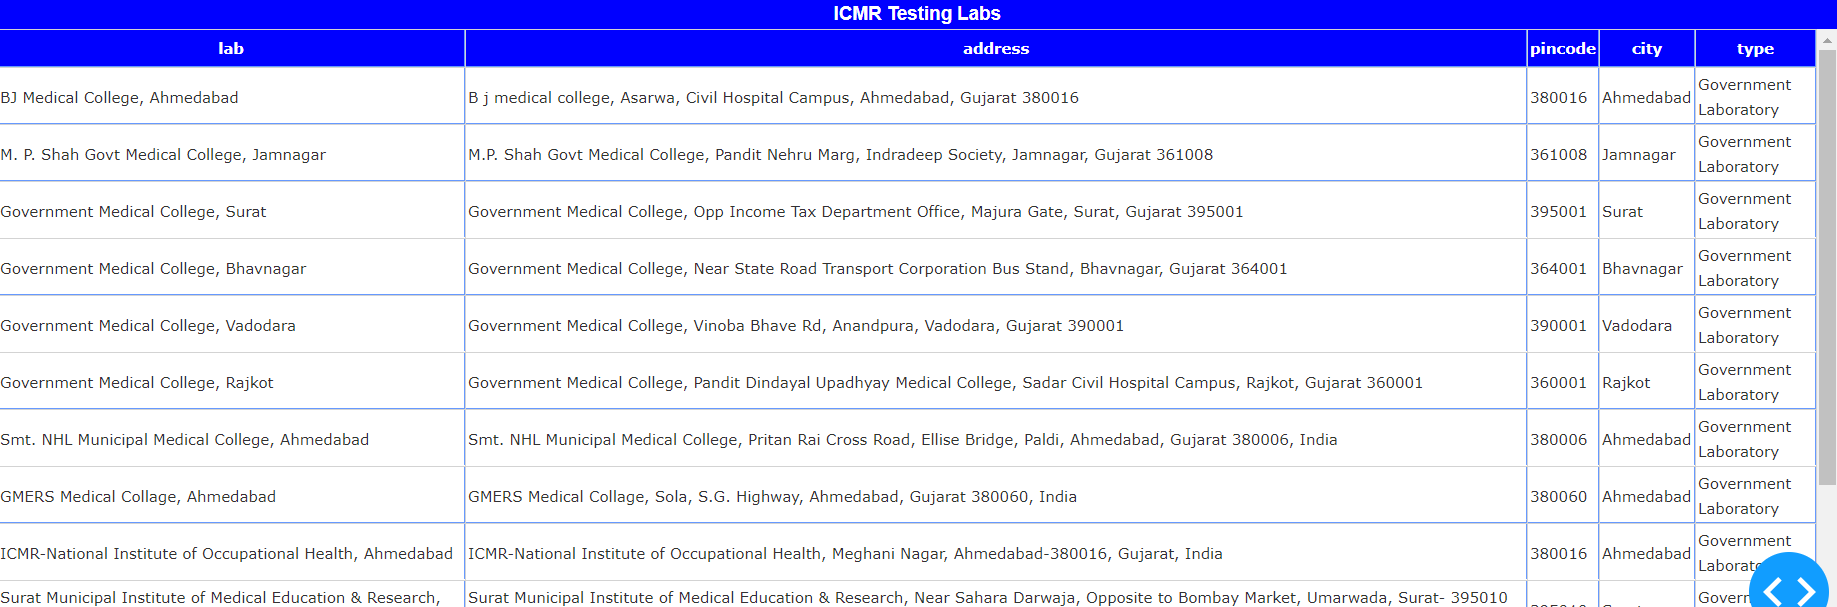 ICMR Testing Labs
lab address pincode city type
BJ Medical College, Ahmedabad B j medical college, Asarwa, Civil Hospital Campus, Ahmedabad, Gujarat 380016 380016 Ahmedabad Government Laboratory
M. P. Shah Govt Medical College, Jamnagar M.P. Shah Govt Medical College, Pandit Nehru Marg, Indradeep Society, Jamnagar, Gujarat 361008 361008 Jamnagar Government Laboratory
Government Medical College, Surat Government Medical College, Opp Income Tax Department Office, Majura Gate, Surat, Gujarat 395001 395001 Surat Government Laboratory
Government Medical College, Bhavnagar Government Medical College, Near State Road Transport Corporation Bus Stand, Bhavnagar, Gujarat 364001 364001 Bhavnagar Government Laboratory
Government Medical College, Vadodara Government Medical College, Vinoba Bhave Rd, Anandpura, Vadodara, Gujarat 390001 390001 Vadodara Government Laboratory
Government Medical College, Rajkot Government Medical College, Pandit Dindayal Upadhyay Medical College, Sadar Civil Hospital Campus, Rajkot, Gujarat 360001 360001 Rajkot Government Laboratory
Smt. NHL Municipal Medical College, Ahmedabad Smt. NHL Municipal Medical College, Pritan Rai Cross Road, Ellise Bridge, Paldi, Ahmedabad, Gujarat 380006, India 380006 Ahmedabad Government Laboratory
GMERS Medical Collage, Ahmedabad GMERS Medical Collage, Sola, S.G. Highway, Ahmedabad, Gujarat 380060, India 380060 Ahmedabad Government Laboratory
ICMR-National Institute of Occupational Health, Ahmedabad ICMR-National Institute of Occupational Health, Meghani Nagar, Ahmedabad-380016, Gujarat, India 380016 Ahmedabad Government
Surat Municipal Institute of Medical Education & Research, Surat Municipal Institute of Medical Education & Research, Near Sahara Darwaja, Opposite to Bombay Market, Umarwada, Surat- 395010